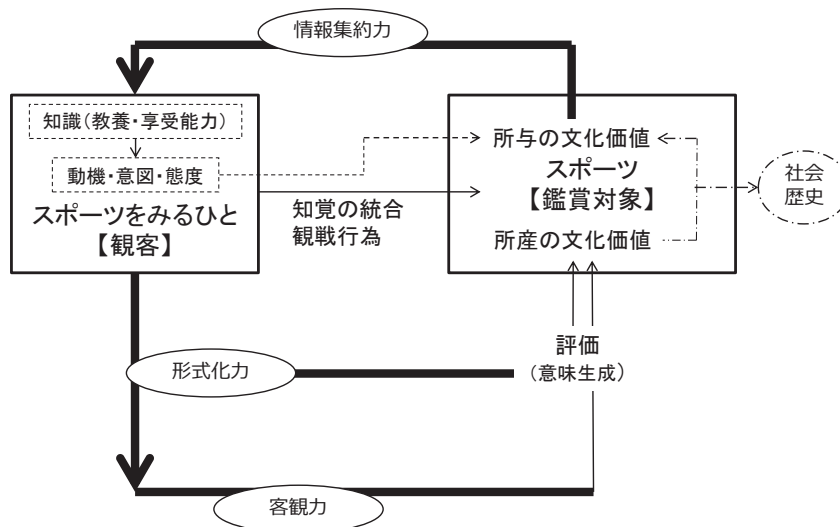 情報集約力
知識(教養・享受能力)
動機・意図・態度
スポーツをみるひと
【観客】
知覚の統合
観戦行為
所与の文化価値
スポーツ
【鑑賞対象】
所産の文化価値
社会
歴史
評価
(意味生成)
形式化力
客観力